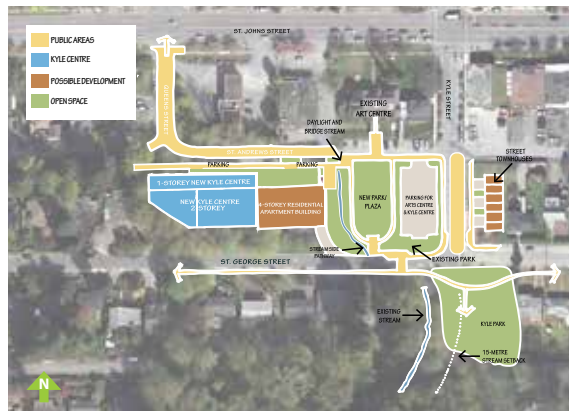 ST. JOHNS STREET
PUBLIC AREAS
KYLE CENTRE
POSSIBLE DEVELOPMENT
OPEN SPACE
QUEENS STREET
KYLE STREET
EXISTING
ART CENTRE
DAYLIGHT AND
BRIDGE STREAM
ST. ANDREWS STREET
STREET
TOWNHOUSES
PARKING
PARKING
1-STOREY NEW KYLE CENTRE
NEW KYLE CENTRE
2 STOREY
4-STOREY RESIDENTIAL
APARTMENT BUILDING
NEW PARK/
PLAZA
PARKING FOR
ARTS CENTRE
& KYLE CENTRE
STREAM SIDE
PATHWAY
EXISTING PARK
ST. GEORGE STREET
EXISTING
STREAM
KYLE PARK
15-METRE
STREAM SETBACK
N